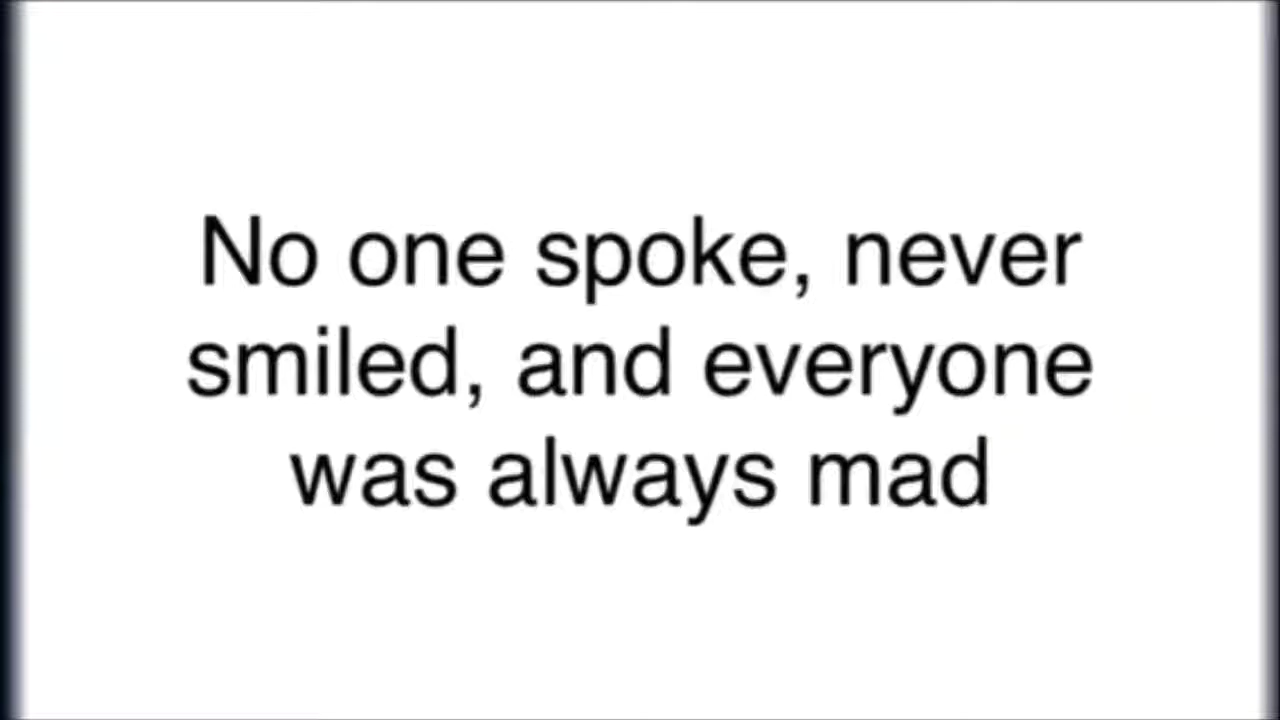 No one spoke, never
smiled, and everyone
was always mad